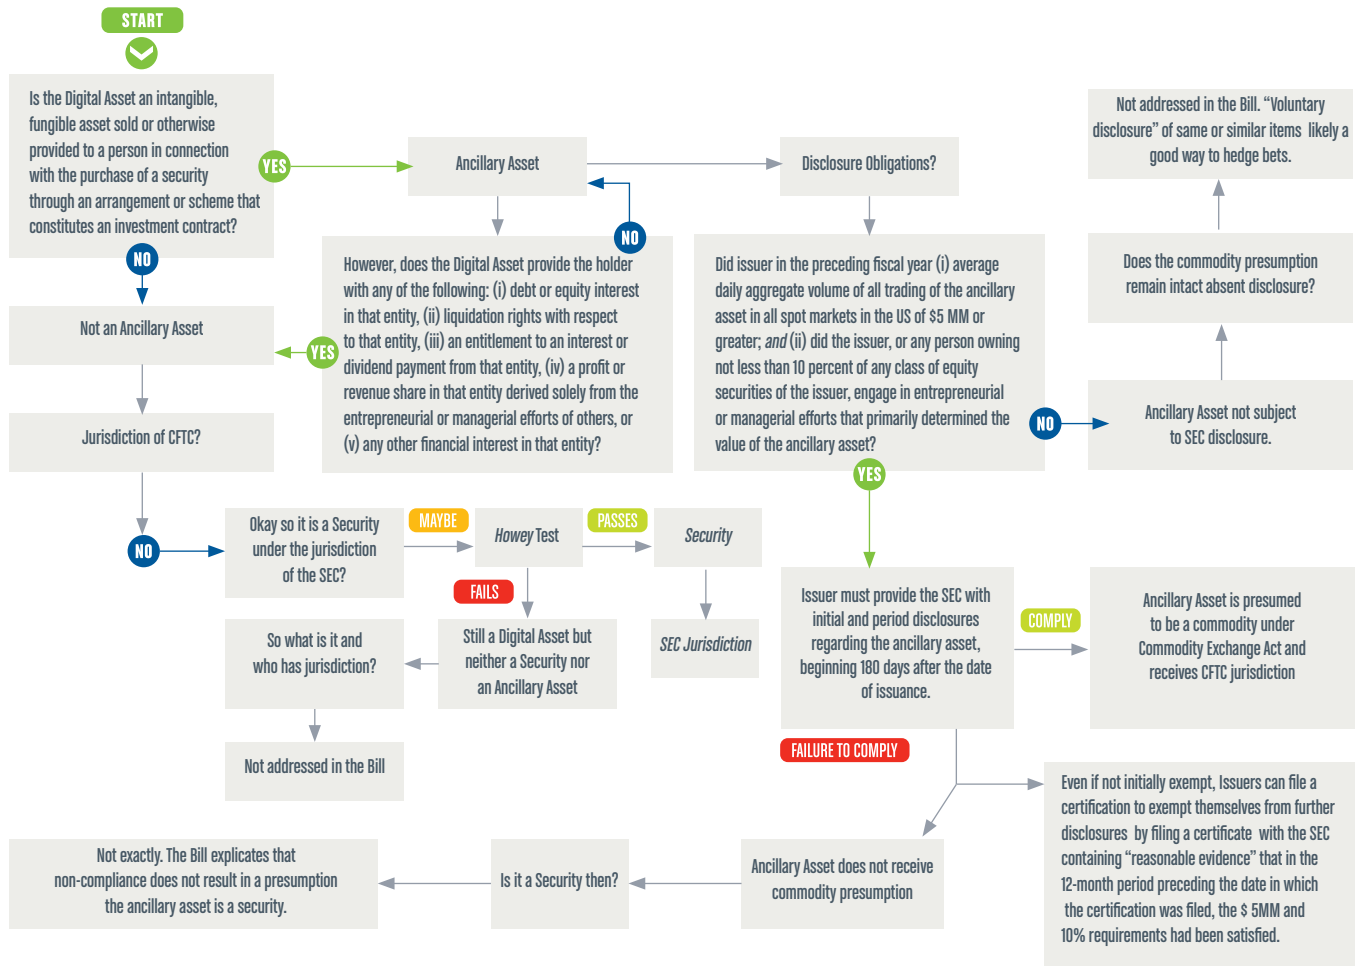 START
Is the Digital Asset an intangible,
fungible asset sold or otherwise
provided to a person in connection
with the purchase of a security
through an arrangement or scheme that
constitutes an investment contract?
YES
NO
Ancillary Asset
Disclosure Obligations?
Not addressed in the Bill. “Voluntary
disclosure” of same or similar items likely a
good way to hedge bets.
NO
However, does the Digital Asset provide the holder
with any of the following: (i) debt or equity interest
in that entity, (ii) liquidation rights with respect
to that entity, (iii) an entitlement to an interest or
dividend payment from that entity, (iv) a profit or
revenue share in that entity derived solely from the
entrepreneurial or managerial efforts of others, or
(v) any other financial interest in that entity?
YES
Did issuer in the preceding fiscal year (i) average
daily aggregate volume of all trading of the ancillary
asset in all spot markets in the US of $5 MM or
greater; and (ii) did the issuer, or any person owning
not less than 10 percent of any class of equity
securities of the issuer, engage in entrepreneurial
or managerial efforts that primarily determined the
value of the ancillary asset?
NO
YES
Does the commodity presumption
remain intact absent disclosure?
Ancillary Asset not subject
to SEC disclosure.
Not an Ancillary Asset
Jurisdiction of CFTC?
NO
Okay so it is a Security
under the jurisdiction
of the SEC?
MAYBE
Howey Test
PASSES
Security
FAILS
SEC Jurisdiction
Still a Digital Asset but
neither a Security nor
an Ancillary Asset
So what is it and
who has jurisdiction?
Not addressed in the Bill
Issuer must provide the SEC with
initial and period disclosures
regarding the ancillary asset,
beginning 180 days after the date
of issuance.
COMPLY
Ancillary Asset is presumed
to be a commodity under
Commodity Exchange Act and
receives CFTC jurisdiction
FAILURE TO COMPLY
Even if not initially exempt, Issuers can file a
certification to exempt themselves from further
disclosures by filing a certificate with the SEC
containing “reasonable evidence” that in the
12-month period preceding the date in which
the certification was filed, the $ 5MM and
10% requirements had been satisfied.
Ancillary Asset does not receive
commodity presumption
Is it a Security then?
Not exactly. The Bill explicates that
non-compliance does not result in a presumption
the ancillary asset is a security.